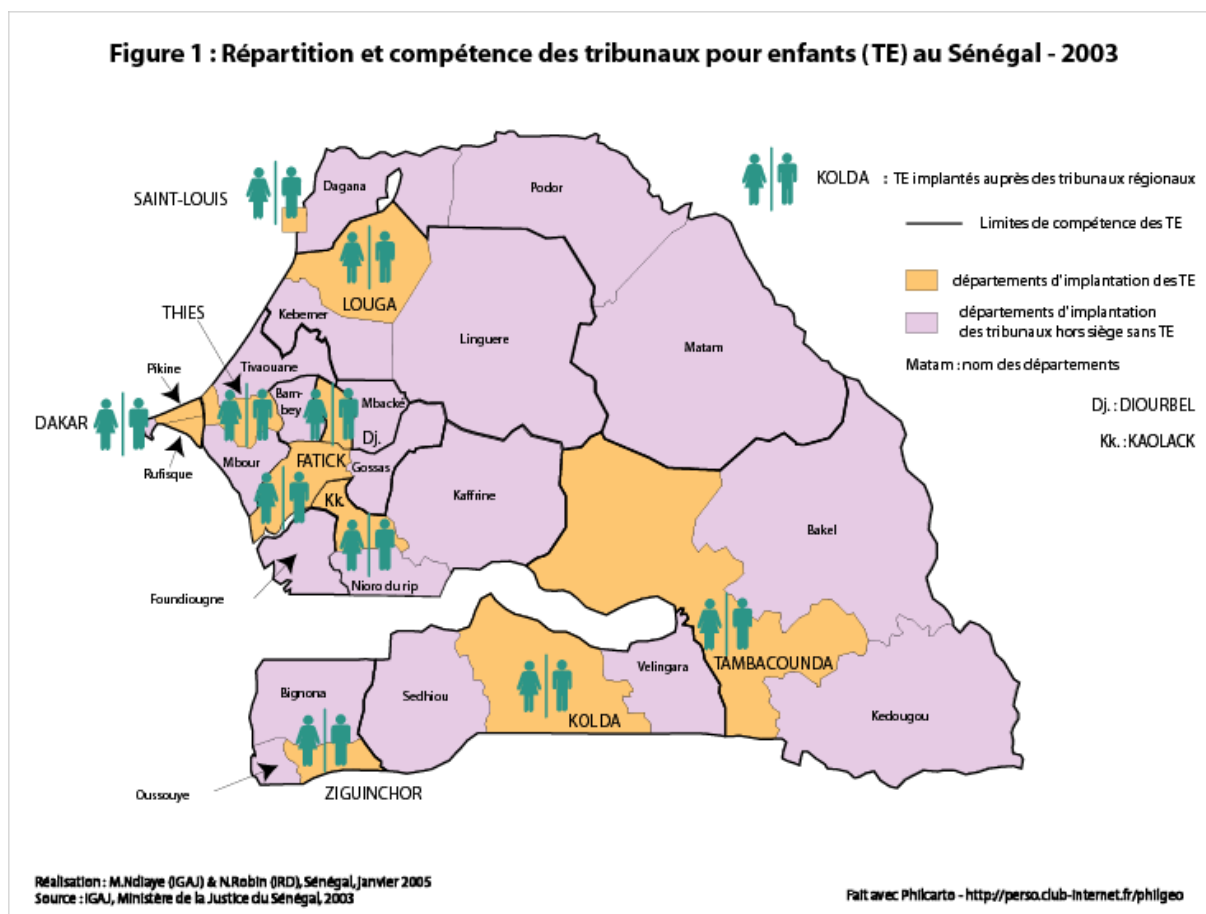 Figure 1 : Répartition et compétence des tribunaux pour enfants (TE) au Sénégal - 2003
SAINT-LOUIS
Dagana
Podor
KOLDA : TE implantés auprès des tribunaux régionaux
Limites de compétence des TE
départements d'implantation des TE
départements d'implantation
des tribunaux hors siège sans TE
Matam : nom des départements
Dj. : DIOURBEL
Kk. : KAOLACK
LOUGA
THIES
Kebemer
Linguere
Matam
Pikine
Tivaouane
Bam-
bey
Mbacké
DAKAR
Dj.
Rufisque
Mbour
FATICK
Gossas
Kk.
Kaffrine
Bakel
Foundiougne
Nioro du rip
TAMBACOUNDA
Velingara
Bignona
Sedhiou
KOLDA
Kedougou
Oussouye
ZIGUINCHOR
Réalisation : M.Ndiaye (IGAJ) & N.Robin (IRD), Sénégal, janvier 2005
Source : IGAJ, Ministère de la Justice du Sénégal, 2003
Fait avec Philcarto - http://perso.club-internet.fr/philgeo